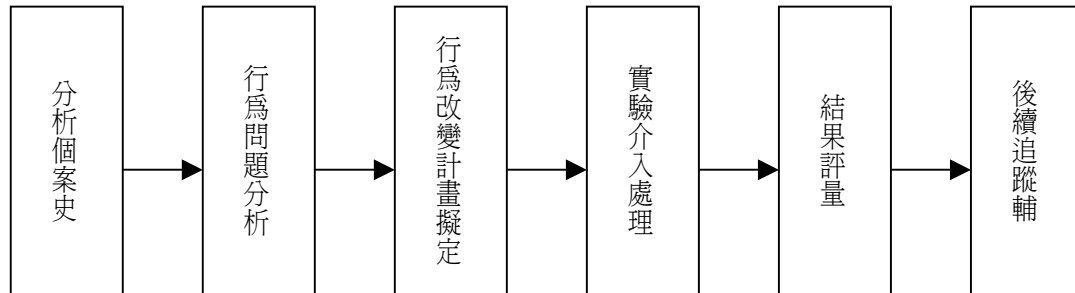 分析個案史
行為問題分析
行為改變計畫擬定
實驗介入處理
結果評量
後續追蹤輔